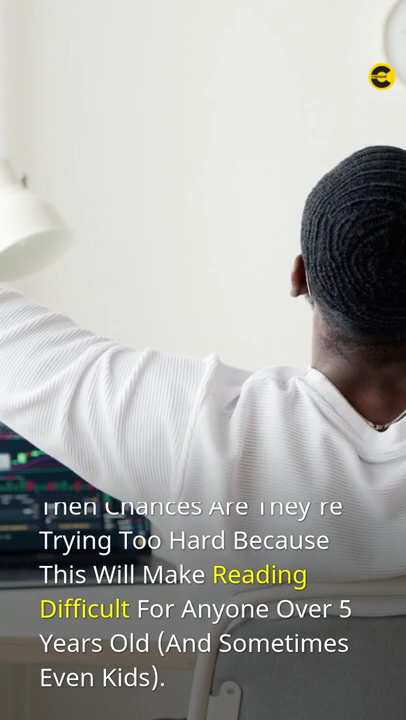 Then Chances Are They're
Trying Too Hard Because
This Will Make Reading
Difficult For Anyone Over 5
Years Old (And Sometimes
Even Kids).